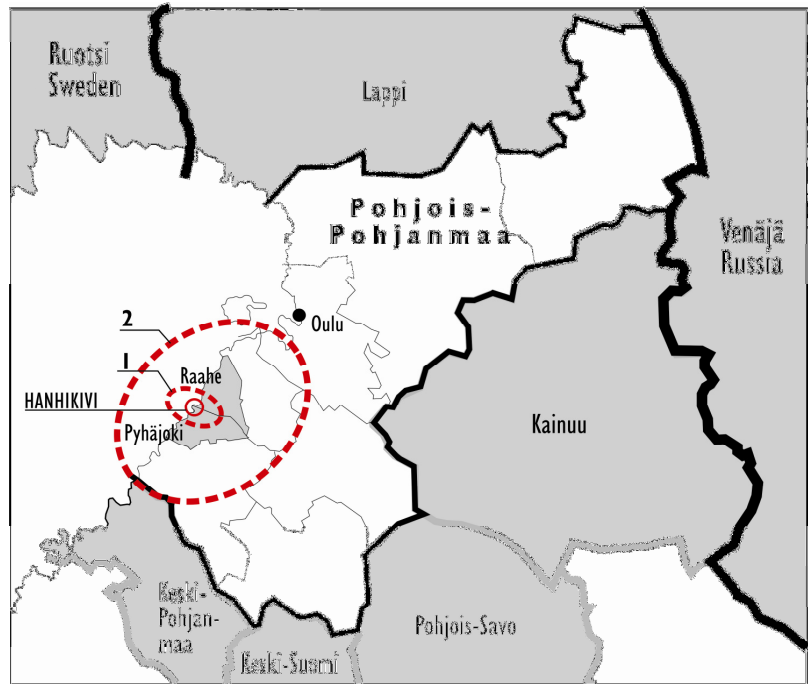 Ruotsi
Sweden
Lappi
Pohjois-
Pohjanmaa
Venäjä
Russia
2
Oulu
1
Raahe
HANHIKIVI
Pyhäjoki
Kainuu
Keski-
Pohjan-
maa
Pohjois-Savo
Keski-Suomi